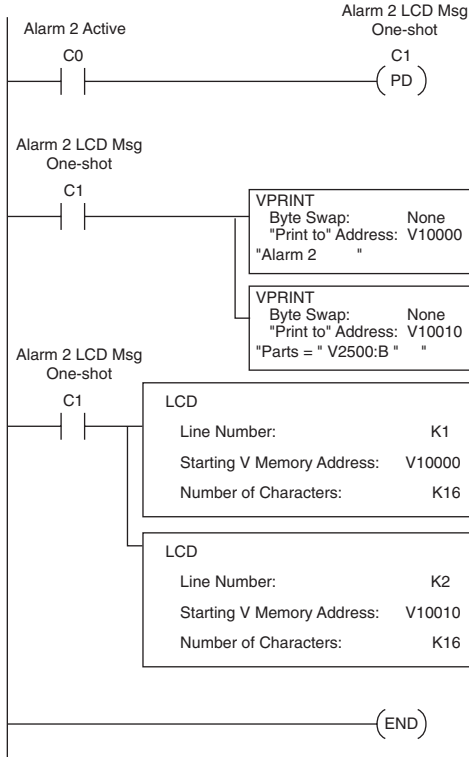 Alarm 2 LCD Msg
One-shot
Alarm 2 Active
C0
C1
PD
Alarm 2 LCD Msg
One-shot
C1
VPRINT
Byte Swap: None
"Print to" Address: V10000
"Alarm 2 "
VPRINT
Byte Swap: None
"Print to" Address: V10010
"Parts = " V2500:B " "
Alarm 2 LCD Msg
One-shot
C1
LCD
Line Number: K1
Starting V Memory Address: V10000
Number of Characters: K16
LCD
Line Number: K2
Starting V Memory Address: V10010
Number of Characters: K16
END